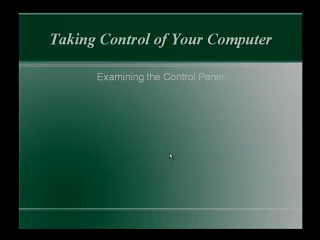 Taking Control of Your Computer
Examining the Control Panel